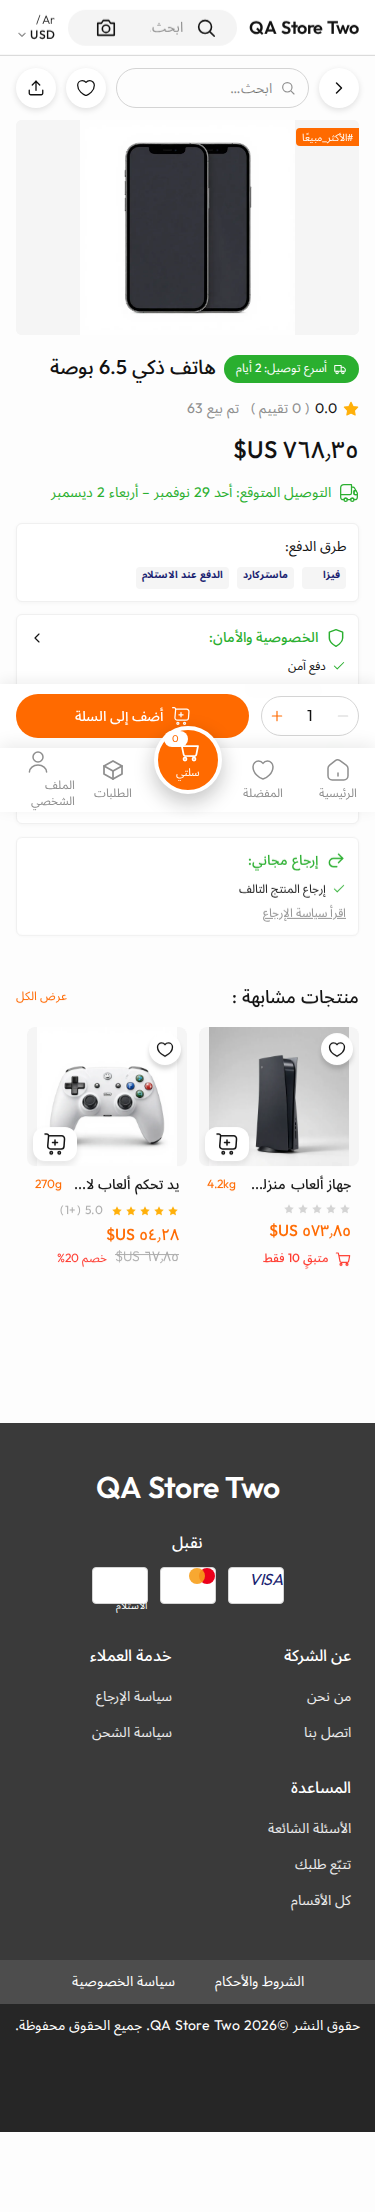 QA Store Two
ابحث
Ar /
USD
ابحث...
#الأكثر_مبيعًا
أسرع توصيل: 2 أيام
هاتف ذكي 6.5 بوصة
0.0 ( 0 تقييم ) تم بيع 63
٧٦٨٫٣٥ US$
التوصيل المتوقع: أحد 29 نوفمبر – أربعاء 2 ديسمبر
طرق الدفع:
فيزا
ماستركارد
الدفع عند الاستلام
الخصوصية والأمان:
دفع آمن
1
أضف إلى السلة
0
الرئيسية
المفضلة
سلتي
الطلبات
الملف الشخصي
إرجاع مجاني:
إرجاع المنتج التالف
اقرأ سياسة الإرجاع
منتجات مشابهة :
عرض الكل
جهاز ألعاب منزل...
4.2kg
٥٧٣٫٨٥ US$
متبقٍ 10 فقط
يد تحكم ألعاب لا...
270g
5.0 (+1)
٥٤٫٢٨ US$
٦٧٫٨٥ US$
خصم 20%
QA Store Two
نقبل
VISA
الاستلام
عن الشركة
من نحن
اتصل بنا
خدمة العملاء
سياسة الإرجاع
سياسة الشحن
المساعدة
الأسئلة الشائعة
تتبّع طلبك
كل الأقسام
الشروط والأحكام
سياسة الخصوصية
حقوق النشر ©2026 QA Store Two. جميع الحقوق محفوظة.